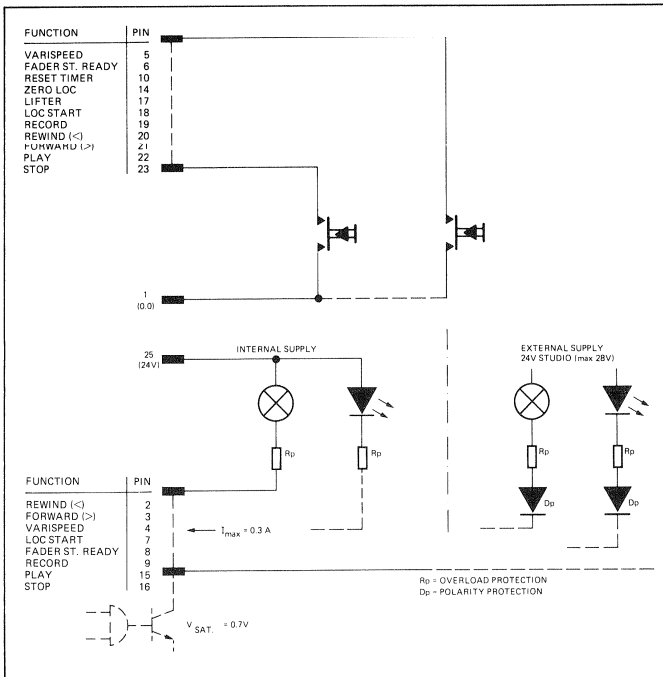 FUNCTION PIN
VARISPEED 5
FADER ST. READY 6
RESET TIMER 10
ZERO LOC 14
LIFTER 17
LOC START 18
RECORD 19
REWIND (<) 20
FORWARD (>) 21
PLAY 22
STOP 23
1
(0.0)
25
(24V)
INTERNAL SUPPLY
EXTERNAL SUPPLY
24V STUDIO (max 28V)
Rp
Rp
Rp
Rp
Dp
Dp
FUNCTION PIN
REWIND (<) 2
FORWARD (>) 3
VARISPEED 4
LOC START 7
FADER ST. READY 8
RECORD 9
PLAY 15
STOP 16
Imax = 0.3 A
Rp = OVERLOAD PROTECTION
Dp = POLARITY PROTECTION
V SAT. = 0.7V